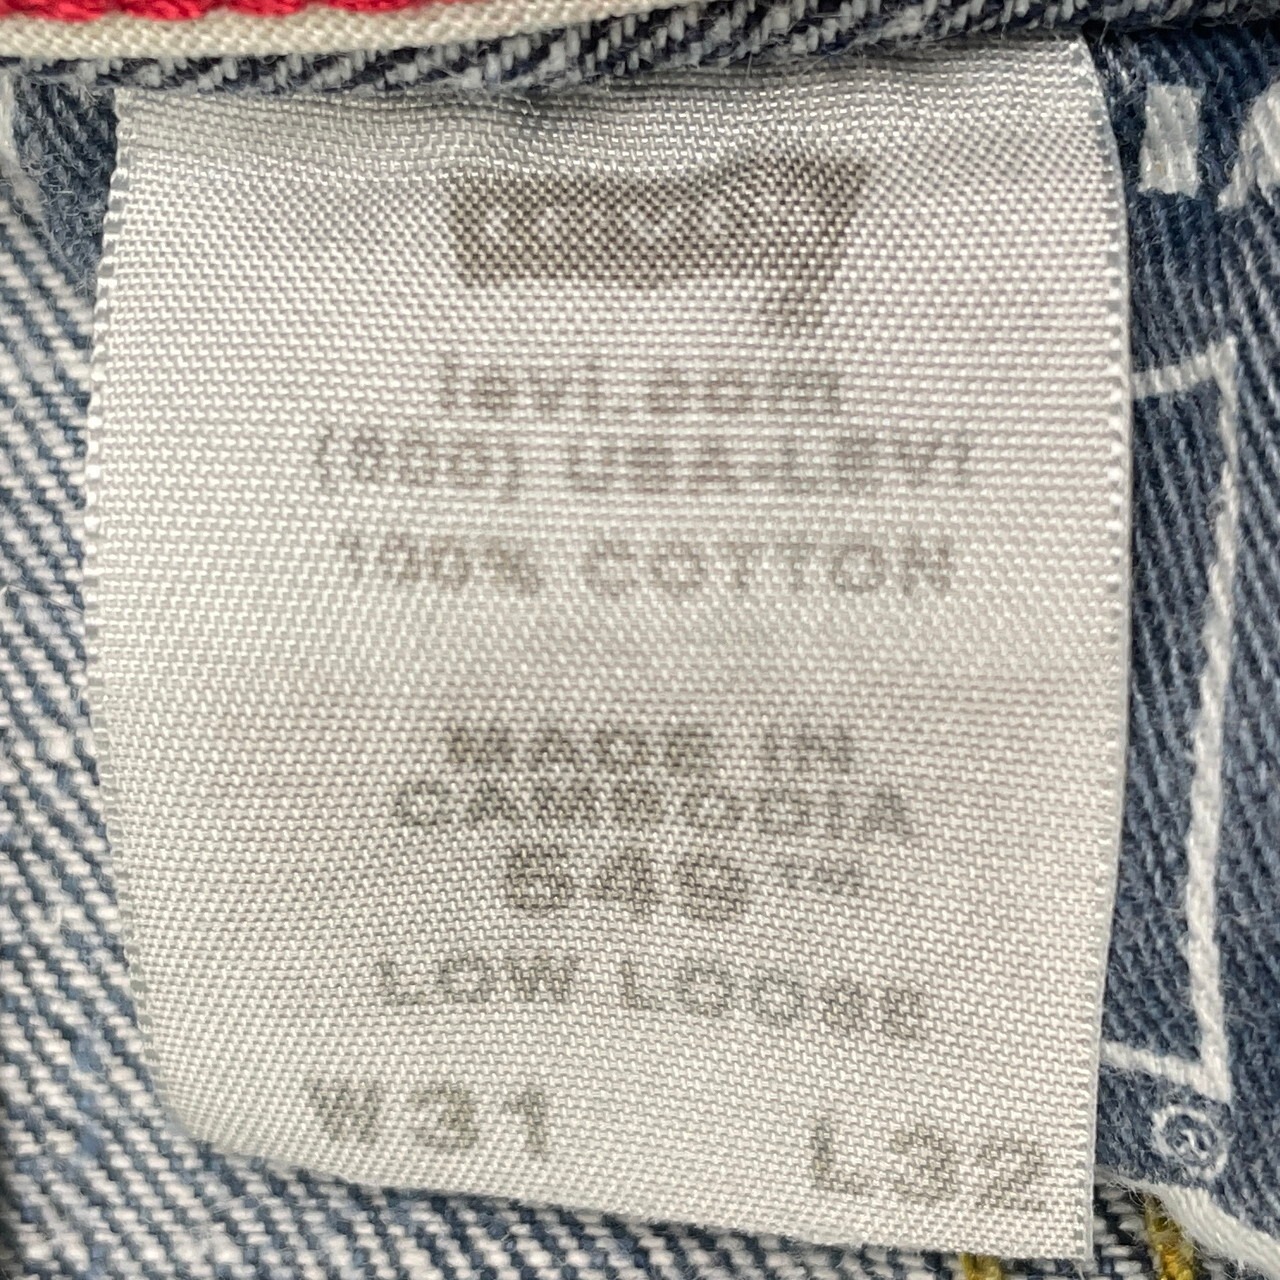 levi.com
(800) USA-LEVI
100% COTTON
MADE IN
CAMBODIA
549™
LOW LOOSE
W31 L32
®